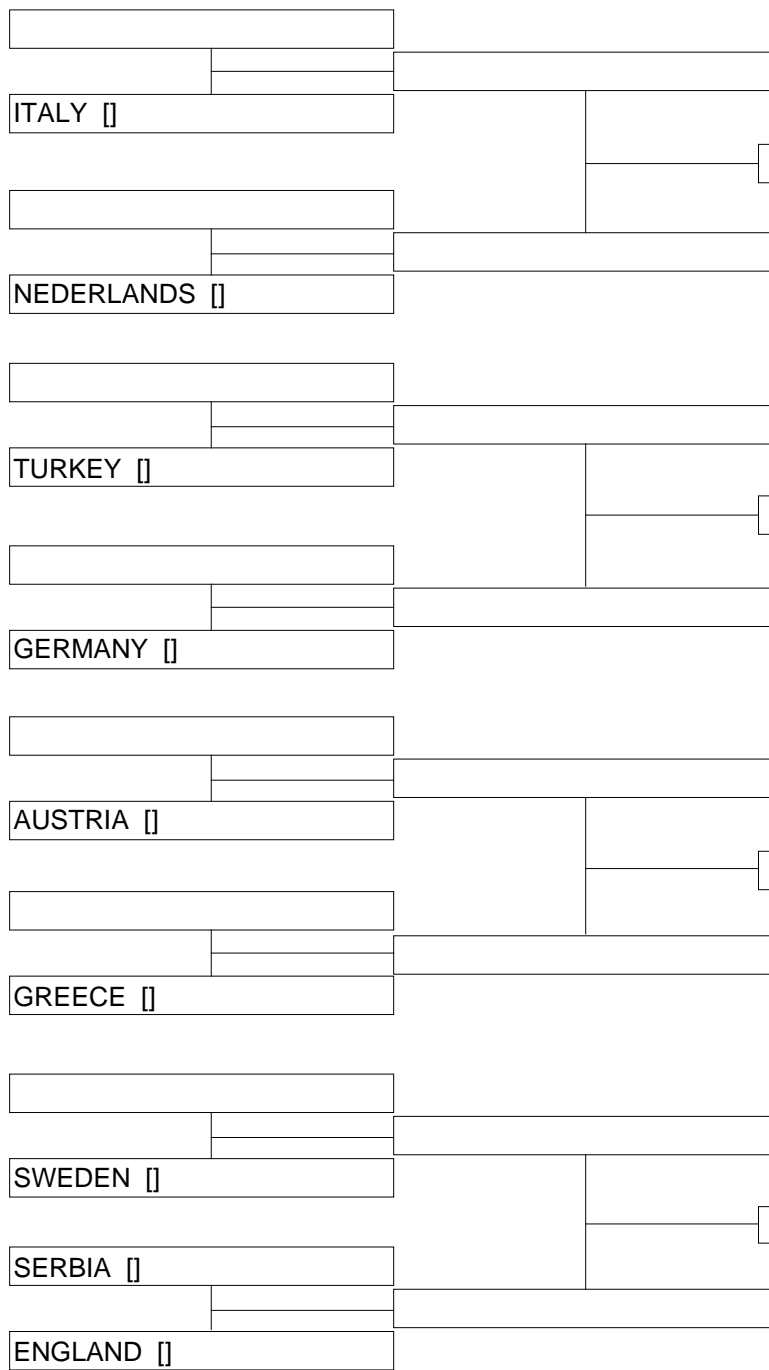 ITALY []
NEDERLANDS []
TURKEY []
GERMANY []
AUSTRIA []
GREECE []
SWEDEN []
SERBIA []
ENGLAND []